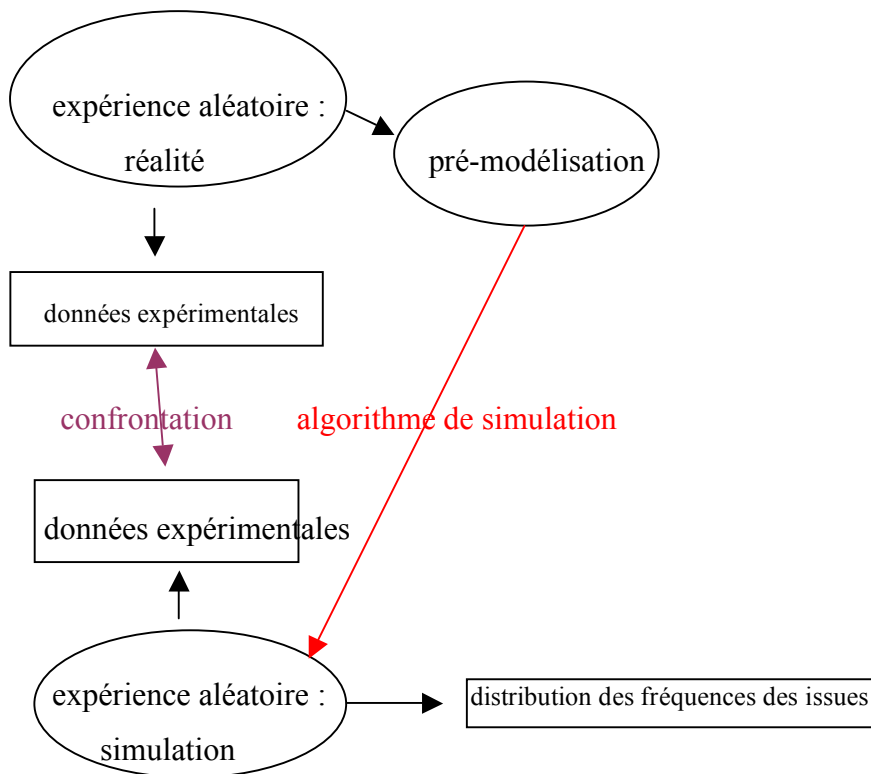 expérience aléatoire :
réalité
pré-modélisation
données expérimentales
confrontation
algorithme de simulation
données expérimentales
expérience aléatoire :
simulation
distribution des fréquences des issues